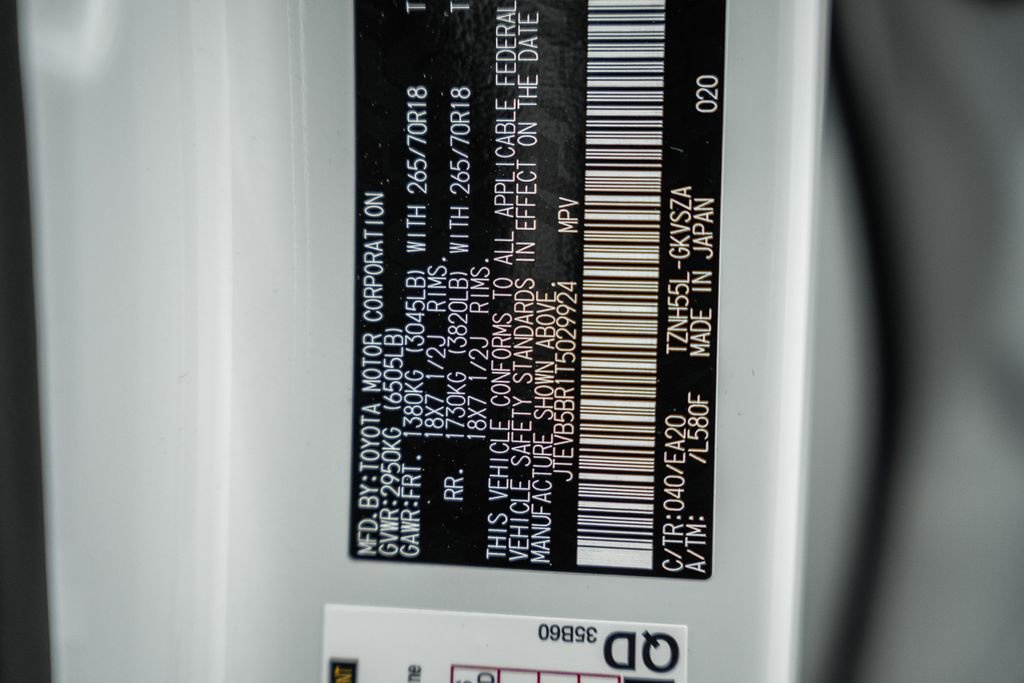 MFD.BY:TOYOTA MOTOR CORPORATION
GVWR:2950KG (6505LB)
GAWR:FRT. 1380KG (3045LB) WITH 265/70R18 T
18X7 1/2J RIMS.
RR. 1730KG (3820LB) WITH 265/70R18 T
18X7 1/2J RIMS.
THIS VEHICLE CONFORMS TO ALL APPLICABLE FEDERAL
VEHICLE SAFETY STANDARDS IN EFFECT ON THE DATE
MANUFACTURE SHOWN ABOVE.
JTEVB5BR1T5029924 MPV
C/TR:040/EA20 TZNH55L-GKVSZA 020
A/TM: /L580F MADE IN JAPAN
35B60
QD